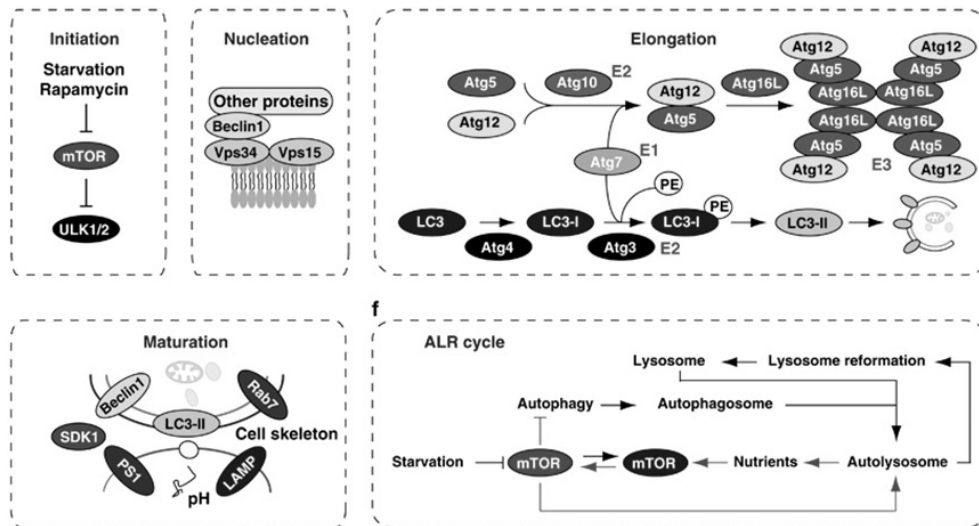 Initiation
Starvation
Rapamycin
mTOR
ULK1/2
Nucleation
Other proteins
Beclin1
Vps34 Vps15
Elongation
Atg5 Atg10 E2
Atg12
Atg12
Atg5
Atg16L
Atg12 Atg12
Atg5 Atg5
Atg16L Atg16L
Atg16L Atg16L
Atg5 Atg5
Atg12 E3 Atg12
Atg7 E1
PE
PE
LC3 LC3-I LC3-I LC3-II
Atg4 Atg3 E2
Maturation
Beclin1
Rab7
LC3-II
Cell skeleton
SDK1
PS1
LAMP
pH
f
ALR cycle
Lysosome Lysosome reformation
Autophagy Autophagosome
Starvation mTOR mTOR Nutrients Autolysosome